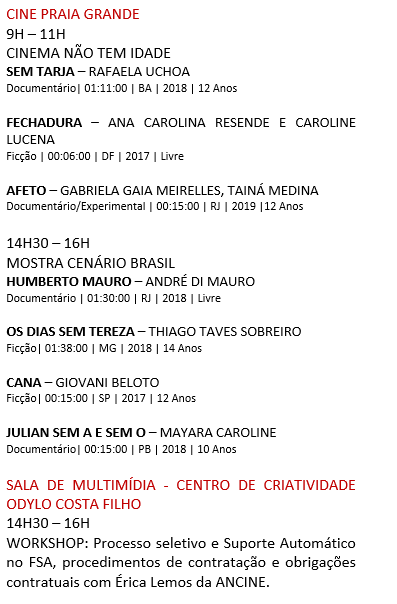 CINE PRAIA GRANDE
9H – 11H
CINEMA NÃO TEM IDADE
SEM TARJA – RAFAELA UCHOA
Documentário| 01:11:00 | BA | 2018 | 12 Anos
FECHADURA – ANA CAROLINA RESENDE E CAROLINE
LUCENA
Ficção | 00:06:00 | DF | 2017 | Livre
AFETO – GABRIELA GAIA MEIRELLES, TAINÁ MEDINA
Documentário/Experimental | 00:15:00 | RJ | 2019 |12 Anos
14H30 – 16H
MOSTRA CENÁRIO BRASIL
HUMBERTO MAURO – ANDRÉ DI MAURO
Documentário | 01:30:00 | RJ | 2018 | Livre
OS DIAS SEM TEREZA – THIAGO TAVES SOBREIRO
Ficção| 01:38:00 | MG | 2018 | 14 Anos
CANA – GIOVANI BELOTO
Ficção| 00:15:00 | SP | 2017 | 12 Anos
JULIAN SEM A E SEM O – MAYARA CAROLINE
Documentário| 00:15:00 | PB | 2018 | 10 Anos
SALA DE MULTIMÍDIA - CENTRO DE CRIATIVIDADE
ODYLO COSTA FILHO
14H30 – 16H
WORKSHOP: Processo seletivo e Suporte Automático
no FSA, procedimentos de contratação e obrigações
contratuais com Érica Lemos da ANCINE.